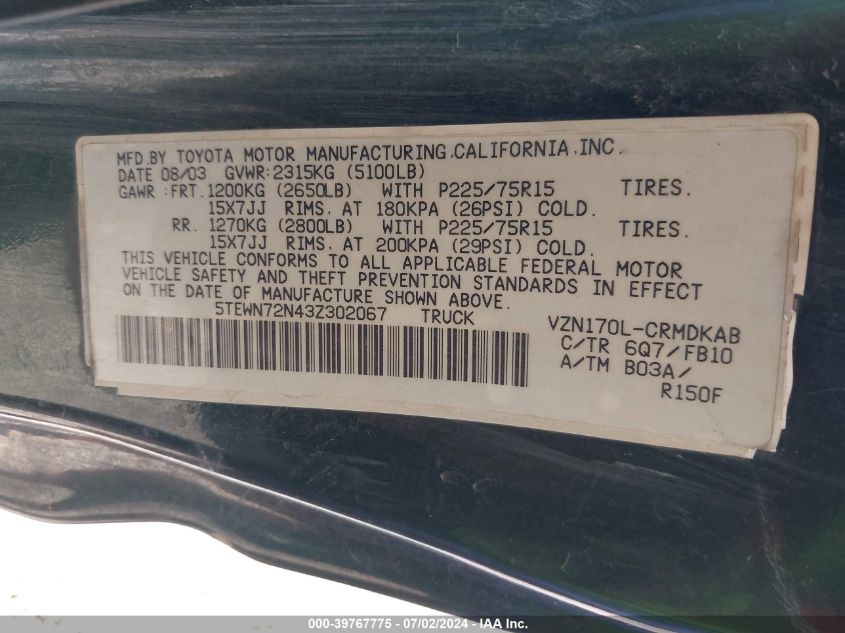 MFD.BY TOYOTA MOTOR MANUFACTURING.CALIFORNIA.INC.
DATE 08/03 GVWR:2315KG (5100LB)
GAWR :FRT.1200KG (2650LB) WITH P225/75R15 TIRES.
15X7JJ RIMS. AT 180KPA (26PSI) COLD.
RR. 1270KG (2800LB) WITH P225/75R15 TIRES.
15X7JJ RIMS. AT 200KPA (29PSI) COLD.
THIS VEHICLE CONFORMS TO ALL APPLICABLE FEDERAL MOTOR
VEHICLE SAFETY AND THEFT PREVENTION STANDARDS IN EFFECT
ON THE DATE OF MANUFACTURE SHOWN ABOVE.
5TEWN72N43Z302067 TRUCK
VZN170L-CRMDKAB
C/TR 6Q7/FB10
A/TM B03A/
R150F
000-39767775 - 07/02/2024 - IAA Inc.